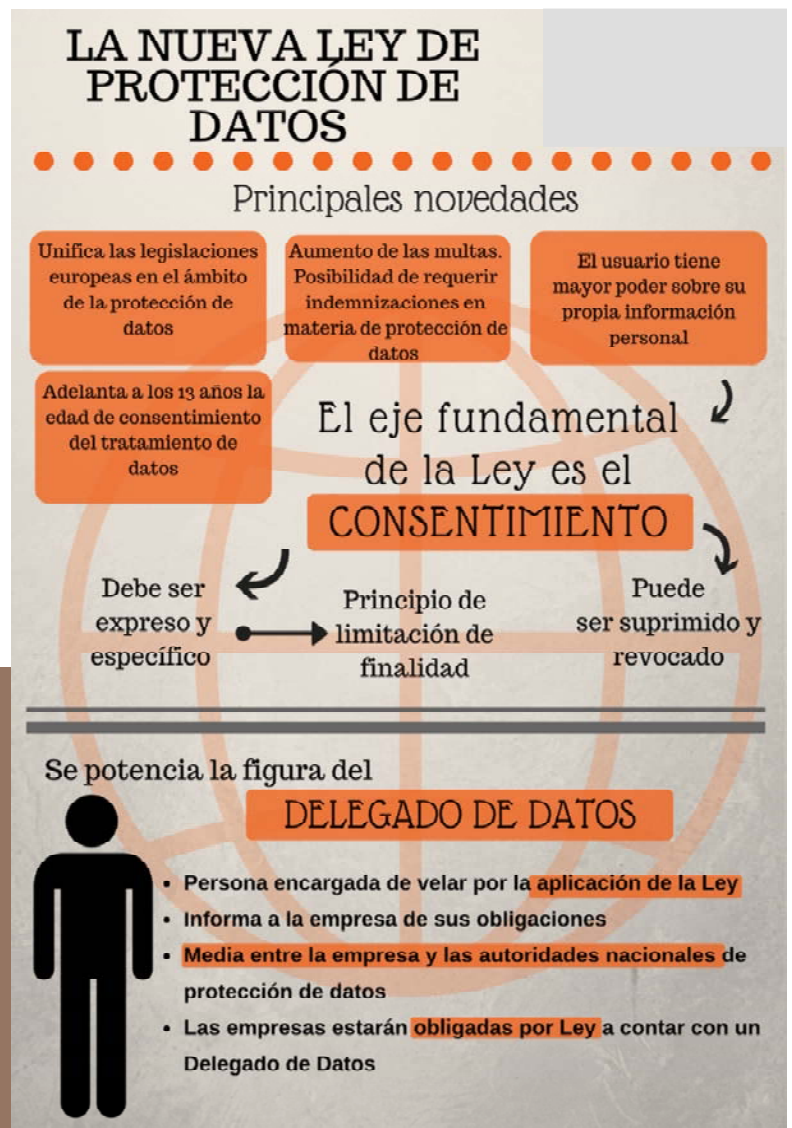 LA NUEVA LEY DE
PROTECCIÓN DE
DATOS
Principales novedades
Unifica las legislaciones
europeas en el ámbito
de la protección de
datos
Aumento de las multas.
Posibilidad de requerir
indemnizaciones en
materia de protección de
datos
El usuario tiene
mayor poder sobre su
propia información
personal
Adelanta a los 13 años la
edad de consentimiento
del tratamiento de
datos
El eje fundamental
de la Ley es el
CONSENTIMIENTO
Debe ser
expreso y
específico
Principio de
limitación de
finalidad
Puede
ser suprimido y
revocado
Se potencia la figura del
DELEGADO DE DATOS
• Persona encargada de velar por la aplicación de la Ley
• Informa a la empresa de sus obligaciones
• Media entre la empresa y las autoridades nacionales de
protección de datos
• Las empresas estarán obligadas por Ley a contar con un
Delegado de Datos